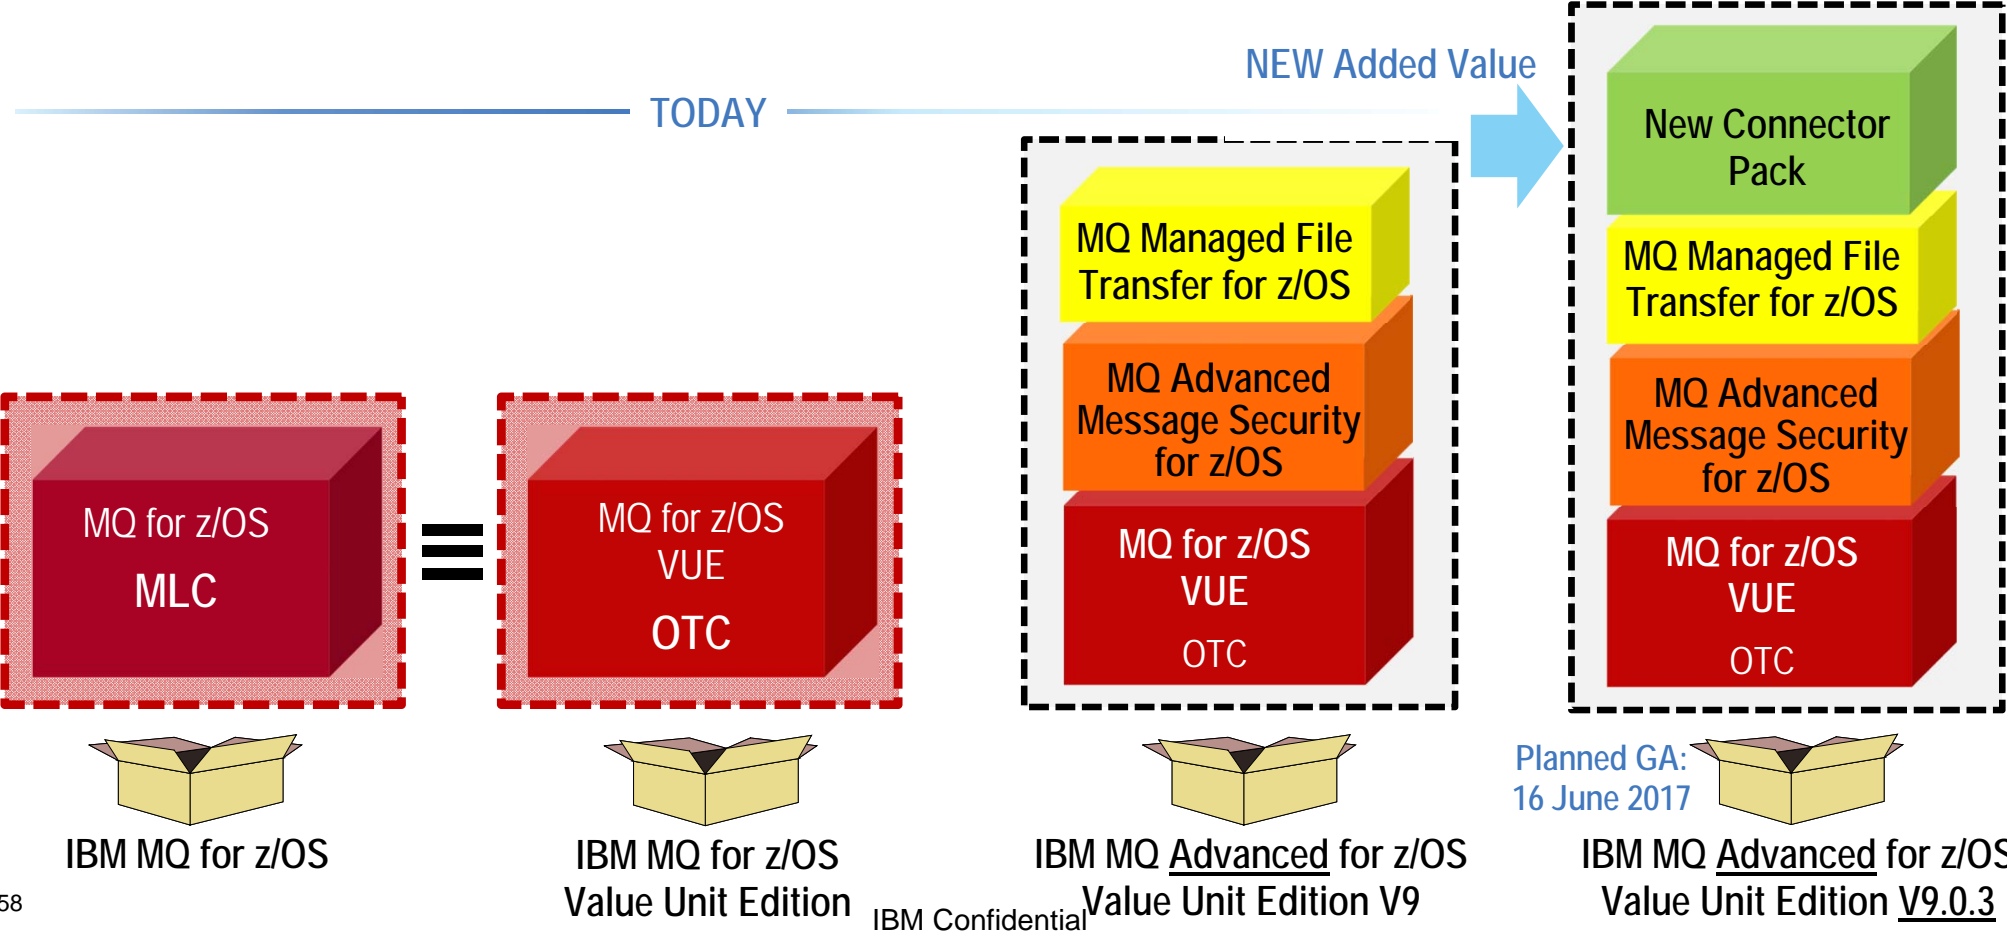 NEW Added Value
TODAY
New Connector
Pack
MQ Managed File
Transfer for z/OS
MQ Advanced
Message Security
for z/OS
MQ for z/OS
VUE
OTC
MQ Managed File
Transfer for z/OS
MQ Advanced
Message Security
for z/OS
MQ for z/OS
VUE
OTC
MQ for z/OS
MLC
MQ for z/OS
VUE
OTC
Planned GA:
16 June 2017
IBM MQ for z/OS
IBM MQ for z/OS
Value Unit Edition
IBM MQ Advanced for z/OS
Value Unit Edition V9
IBM MQ Advanced for z/OS
Value Unit Edition V9.0.3
58
IBM Confidential